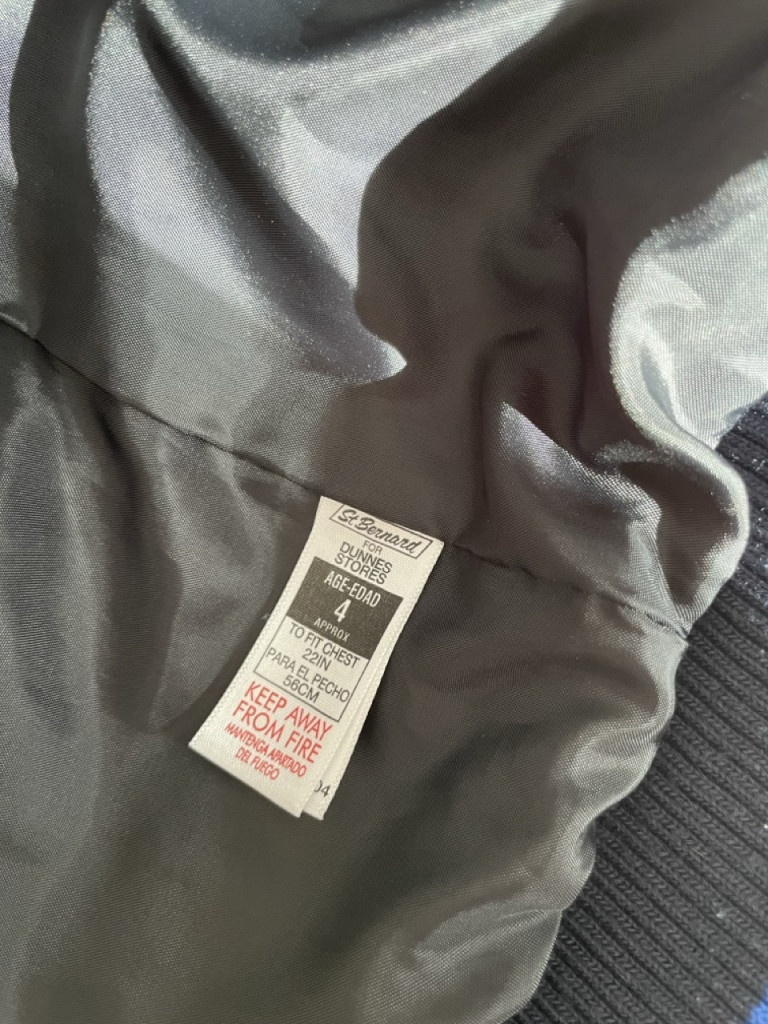 St Bernard
FOR
DUNNES
STORES
AGE-EDAD
4
APPROX
TO FIT CHEST
22IN
PARA EL PECHO
56CM
KEEP AWAY
FROM FIRE
MANTENGA APARTADO
DEL FUEGO
04